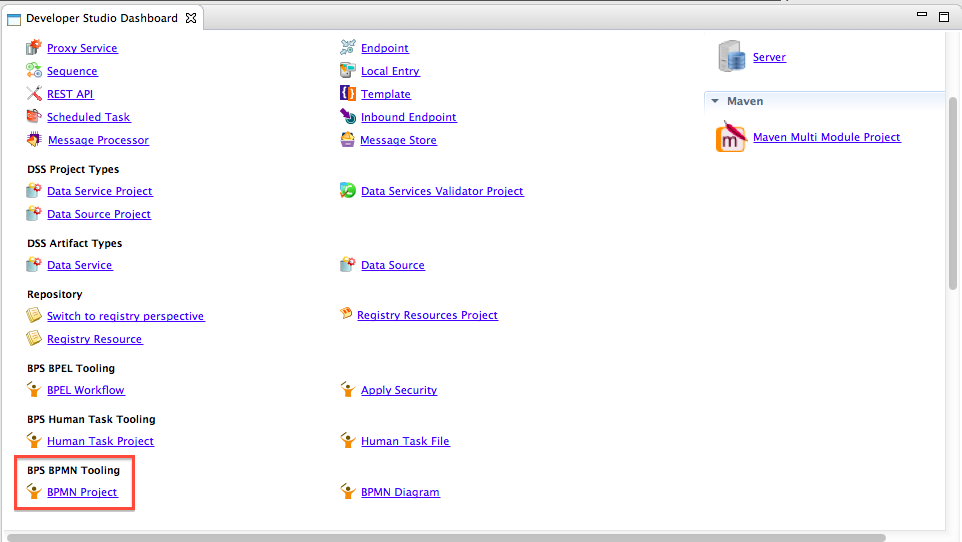 Developer Studio Dashboard
Proxy Service Endpoint
Sequence Local Entry
REST API Template
Scheduled Task Inbound Endpoint
Message Processor Message Store
DSS Project Types
Data Service Project Data Services Validator Project
Data Source Project
DSS Artifact Types
Data Service Data Source
Repository
Switch to registry perspective Registry Resources Project
Registry Resource
BPS BPEL Tooling
BPEL Workflow Apply Security
BPS Human Task Tooling
Human Task Project Human Task File
BPS BPMN Tooling
BPMN Project BPMN Diagram
Server
Maven
m
Maven Multi Module Project